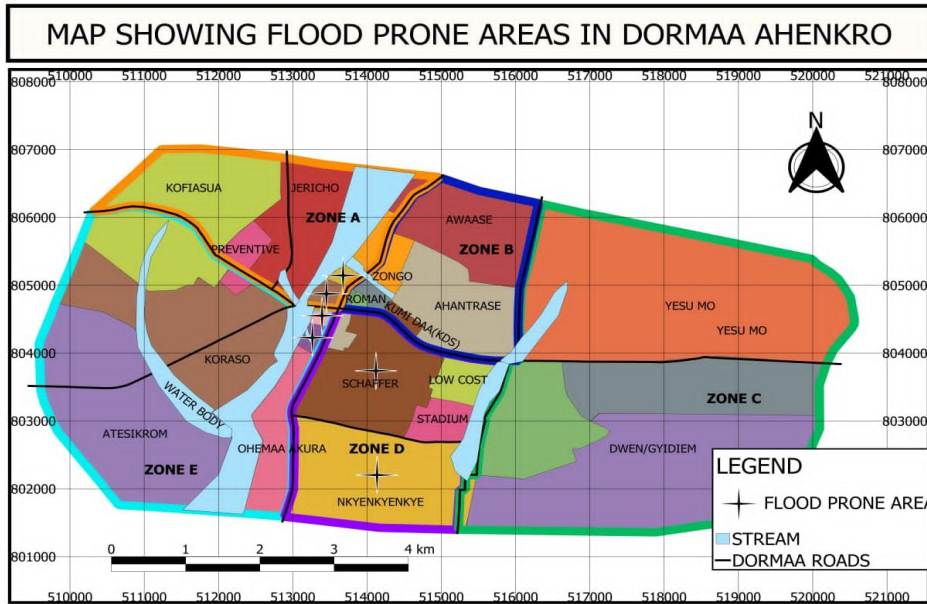 MAP SHOWING FLOOD PRONE AREAS IN DORMAA AHENKRO
510000 511000 512000 513000 514000 515000 516000 517000 518000 519000 520000 521000
808000 808000
807000 807000
806000 806000
805000 805000
804000 804000
803000 803000
802000
801000
N
KOFIASUA
JERICHO
ZONE A
AWAASE
PREVENTIVE
ZONE B
ZONGO
ROMAN
AHANTRASE
KUMI DAA(KDS)
YESU MO
YESU MO
KORASO
SCHAFFER
LOW COST
WATER BODY
STADIUM
ZONE C
ATESIKROM
OHEMAA AKURA
ZONE D
DWEN/GYIDIEM
ZONE E
NKYENKYENKYE
LEGEND
FLOOD PRONE AREA
STREAM
DORMAA ROADS
0 1 2 3 4 km
510000 511000 512000 513000 514000 515000 516000 517000 518000 519000 520000 521000